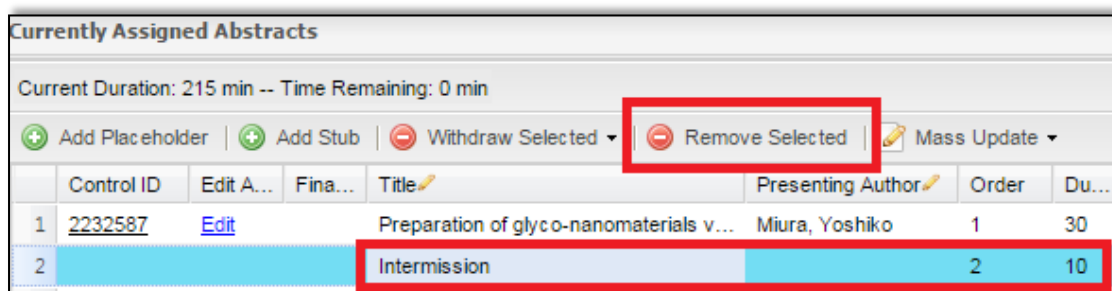 Currently Assigned Abstracts
Current Duration: 215 min -- Time Remaining: 0 min
Add Placeholder | Add Stub | Withdraw Selected | Remove Selected | Mass Update
Control ID Edit A... Fina... Title Presenting Author Order Du...
1 2232587 Edit Preparation of glyco-nanomaterials v... Miura, Yoshiko 1 30
2 Intermission 2 10